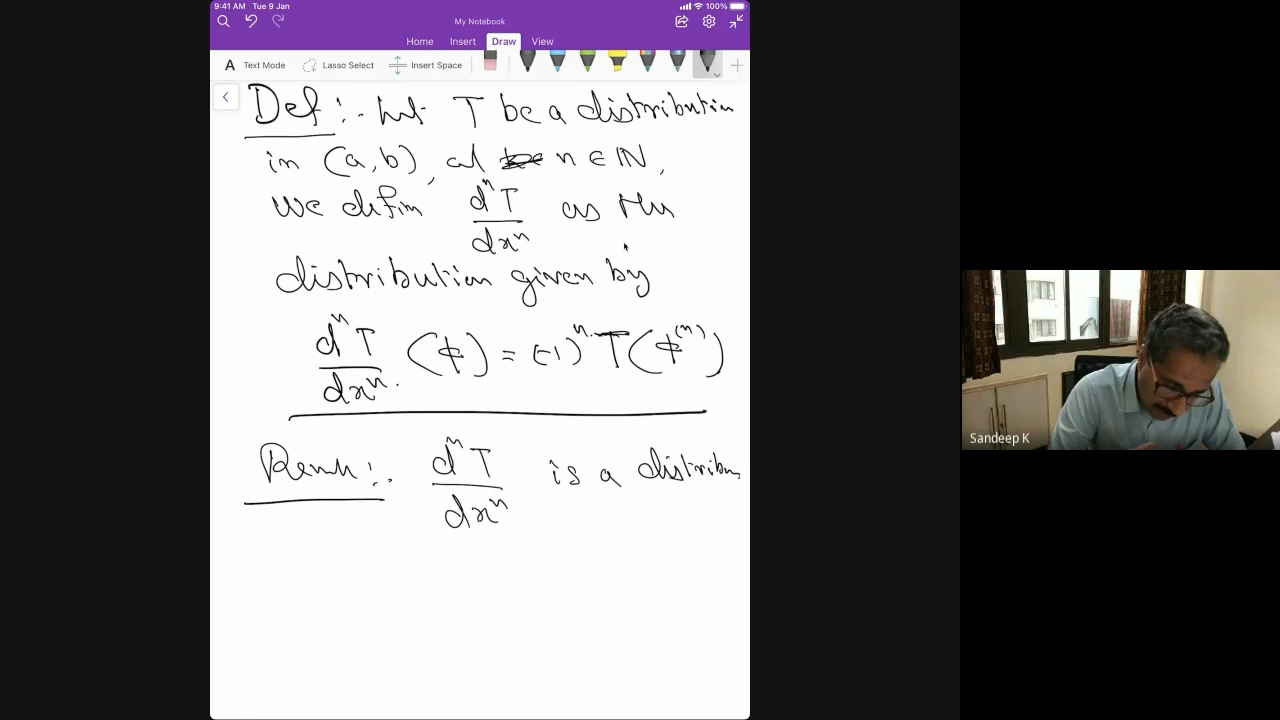 9:41 AM Tue 9 Jan
100%
My Notebook
Home Insert Draw View
A Text Mode Lasso Select Insert Space
Def :- Let T be a distribution
in (a, b), and n ∈ ℕ,
we define dⁿT/dxⁿ as the
distribution given by
dⁿT/dxⁿ (ϕ) = (-1)ⁿ T(ϕ⁽ⁿ⁾)
Remark :- dⁿT/dxⁿ is a distribu
Sandeep K